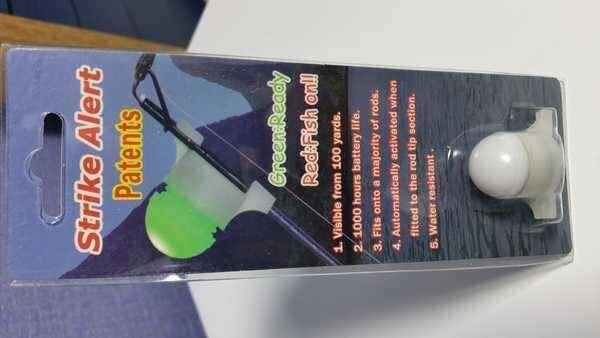 Strike Alert
Patents
Green:Ready
Red:Fish on!!
1. Visible from 100 yards.
2. 1000 hours battery life.
3. Fits onto a majority of rods.
4. Automatically activated when
fitted to the rod tip section.
5. Water resistant .